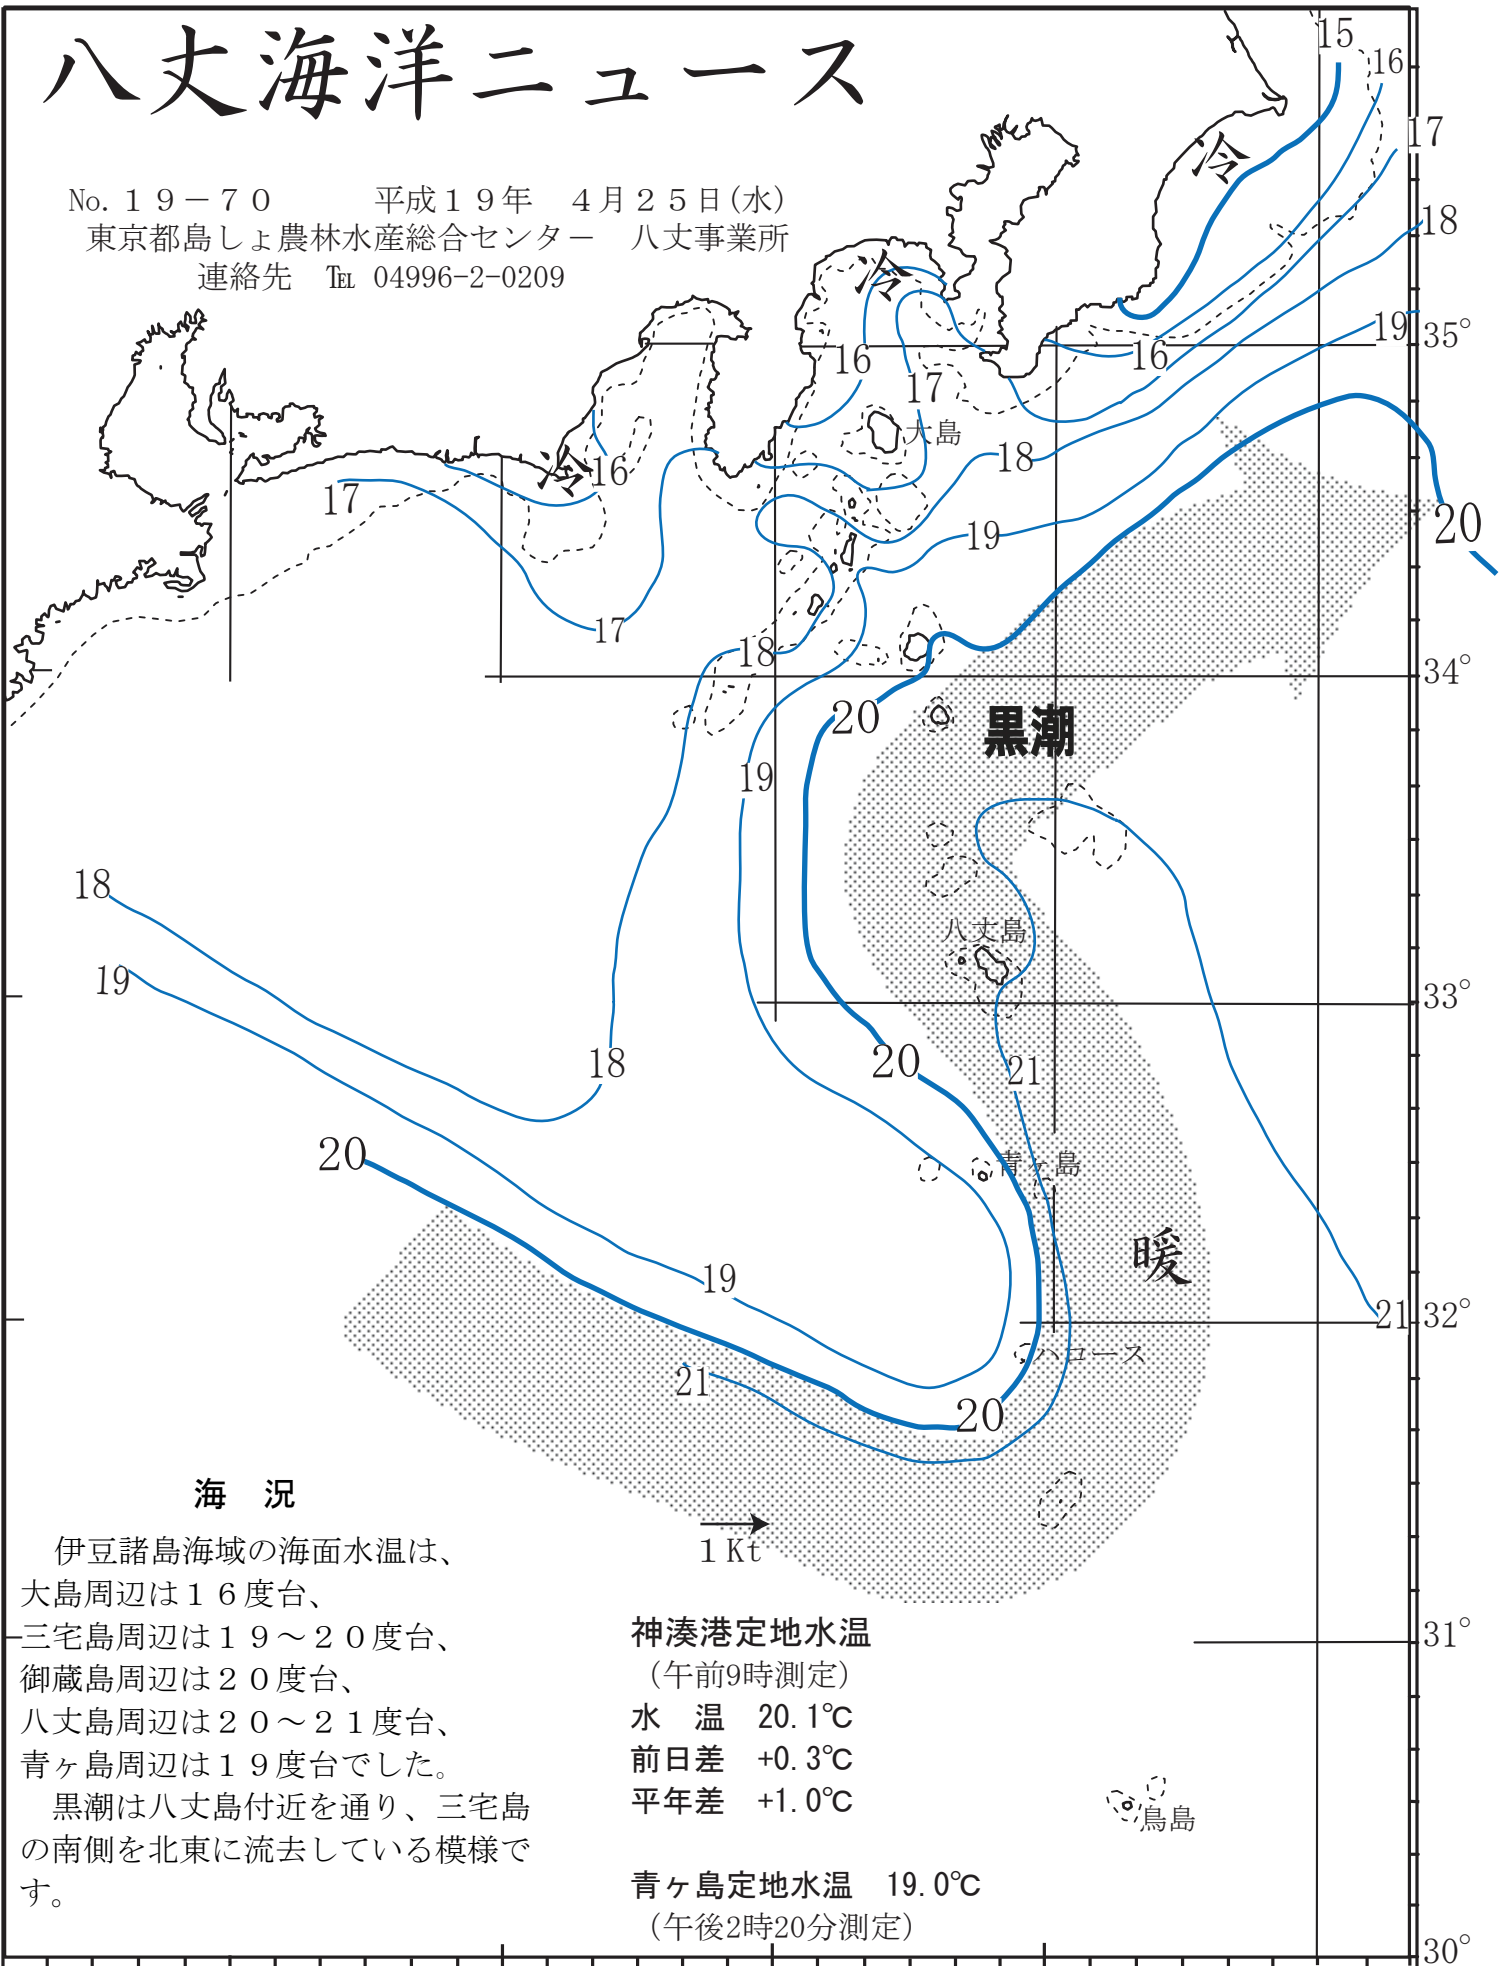 八丈海洋ニュース
No.１９－７０　平成１９年　４月２５日(水)
東京都島しょ農林水産総合センター　八丈事業所
連絡先　℡ 04996-2-0209
15
16
17
18
19
35°
冷
冷
冷
16
17
16
大島
18
16
17
19
20
17
18
34°
20
黒潮
19
18
八丈島
19
33°
18
20
21
20
青ヶ島
暖
19
21
32°
ハロース
21
20
1 Kt
31°
鳥島
30°
海　況
伊豆諸島海域の海面水温は、
大島周辺は１６度台、
三宅島周辺は１９～２０度台、
御蔵島周辺は２０度台、
八丈島周辺は２０～２１度台、
青ヶ島周辺は１９度台でした。
黒潮は八丈島付近を通り、三宅島
の南側を北東に流去している模様で
す。
神湊港定地水温
（午前9時測定）
水　温　20.1℃
前日差　+0.3℃
平年差　+1.0℃
青ヶ島定地水温　19.0℃
（午後2時20分測定）